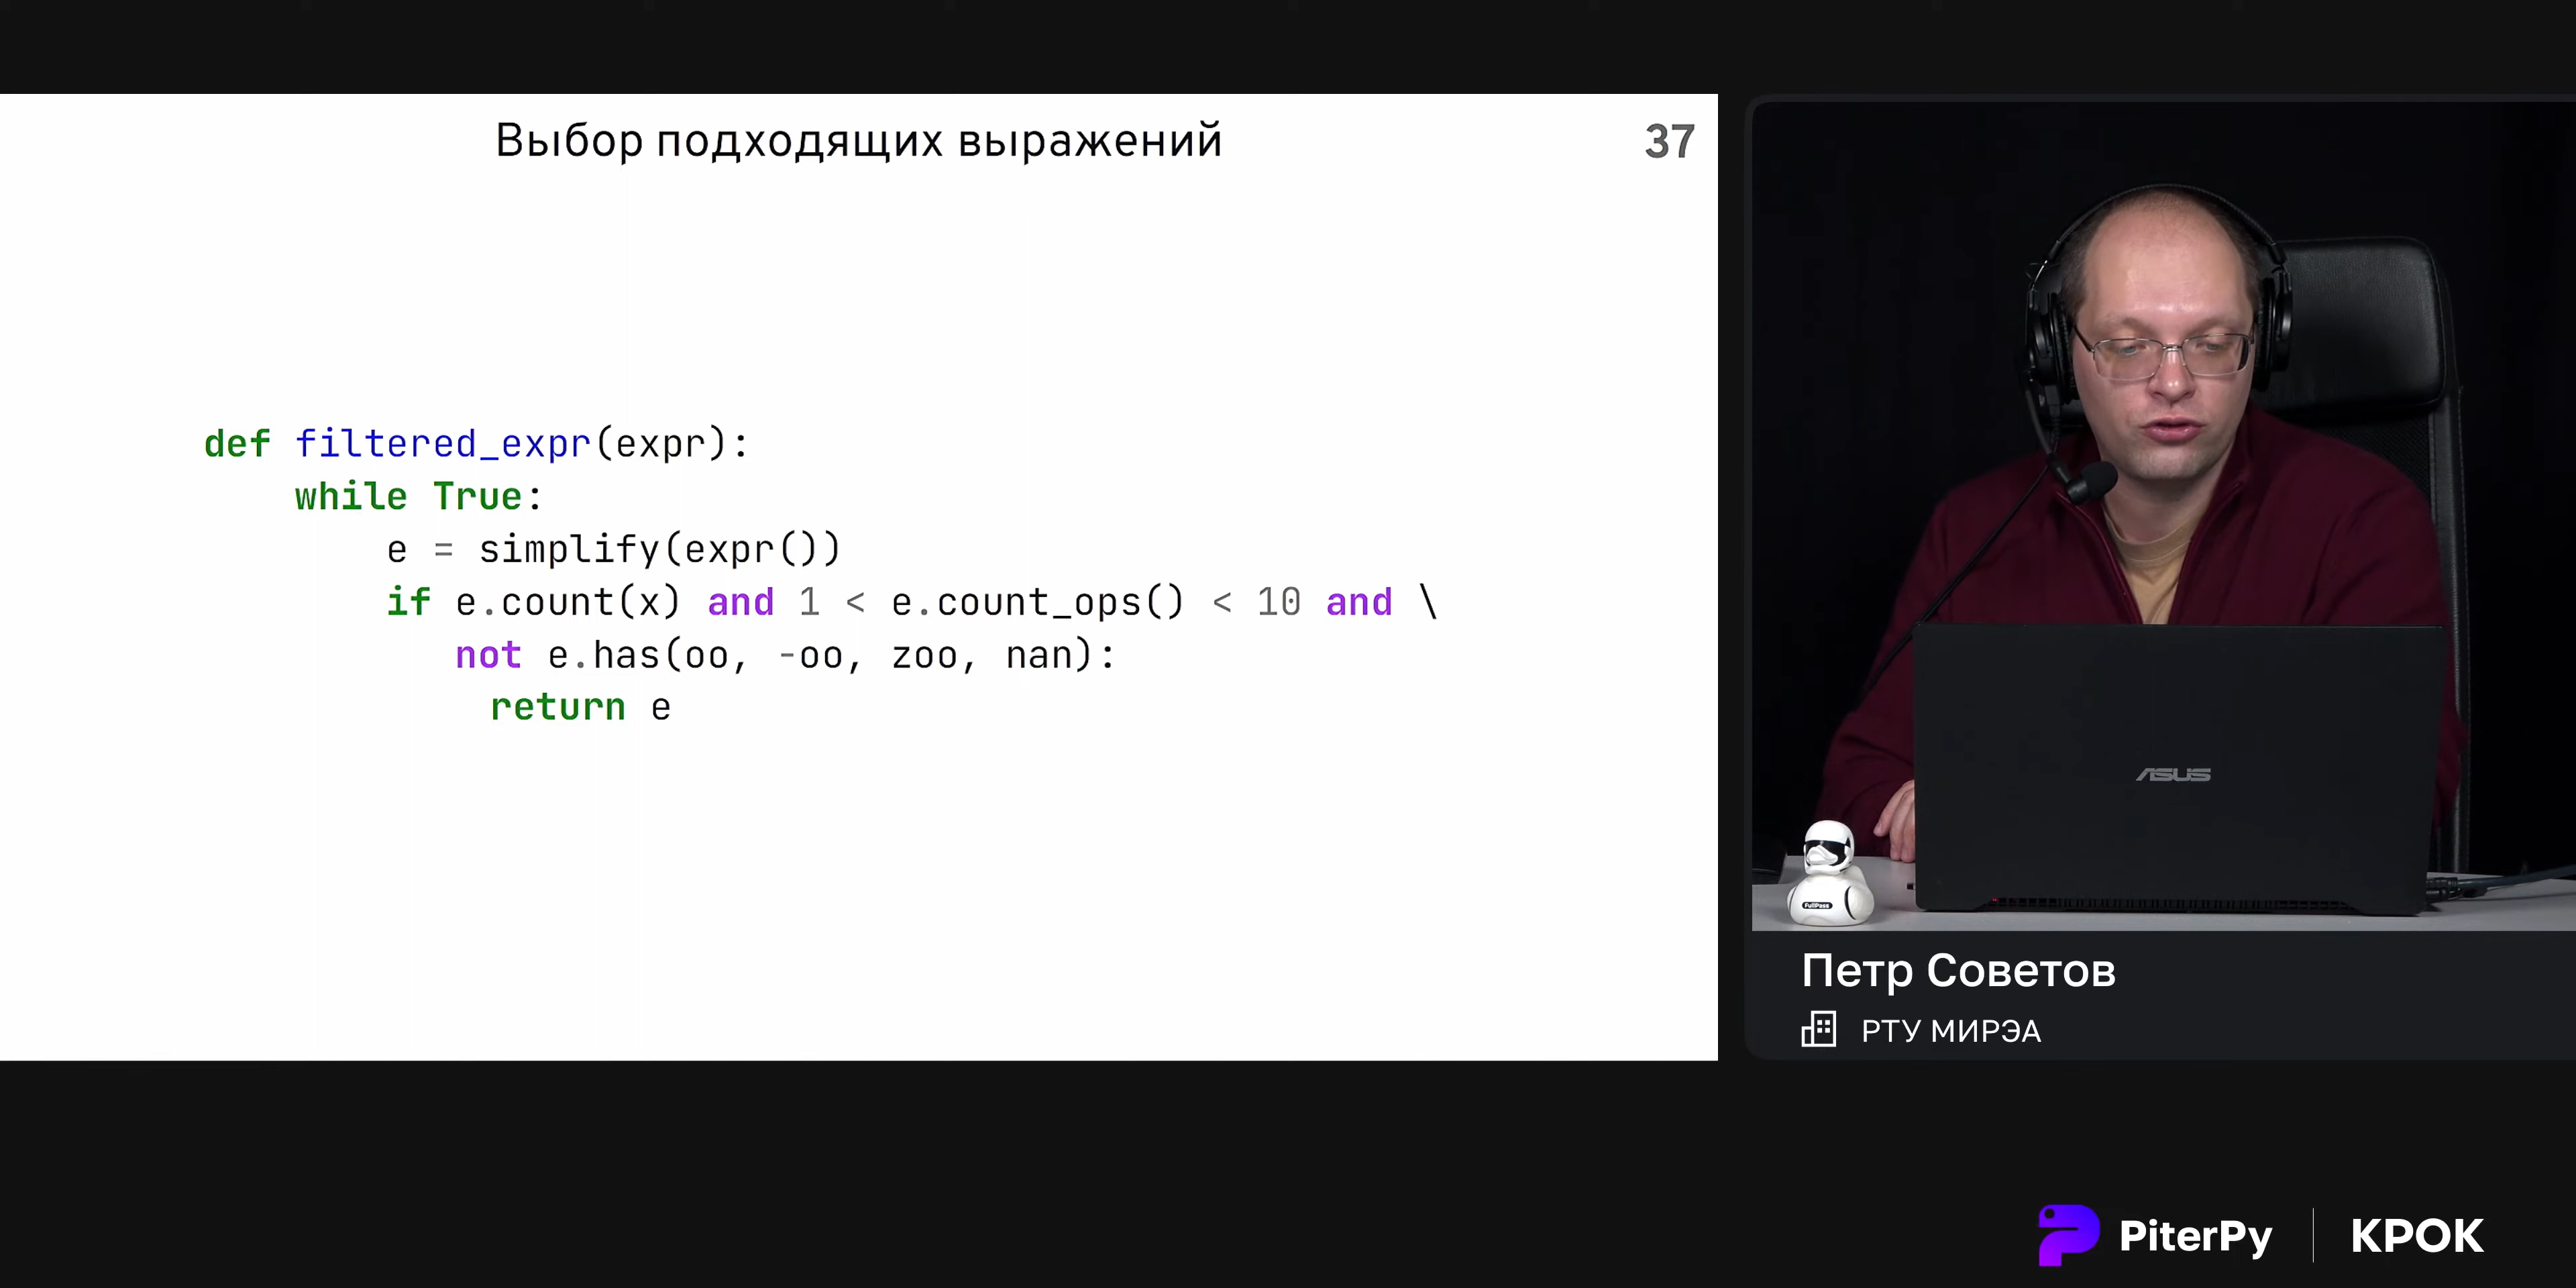 Выбор подходящих выражений
37
def filtered_expr(expr):
while True:
e = simplify(expr())
if e.count(x) and 1 < e.count_ops() < 10 and \
not e.has(oo, -oo, zoo, nan):
return e
ASUS
FullPass
Петр Советов
РТУ МИРЭА
PiterPy
КРОК